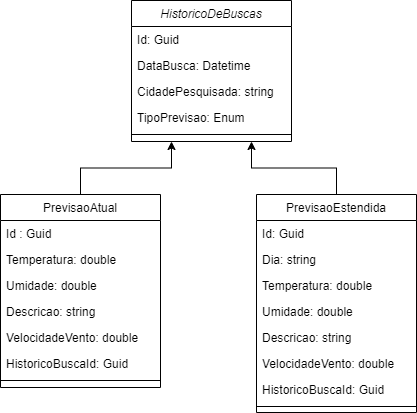 HistoricoDeBuscas
Id: Guid
DataBusca: Datetime
CidadePesquisada: string
TipoPrevisao: Enum
PrevisaoAtual
Id : Guid
Temperatura: double
Umidade: double
Descricao: string
VelocidadeVento: double
HistoricoBuscaId: Guid
PrevisaoEstendida
Id: Guid
Dia: string
Temperatura: double
Umidade: double
Descricao: string
VelocidadeVento: double
HistoricoBuscaId: Guid